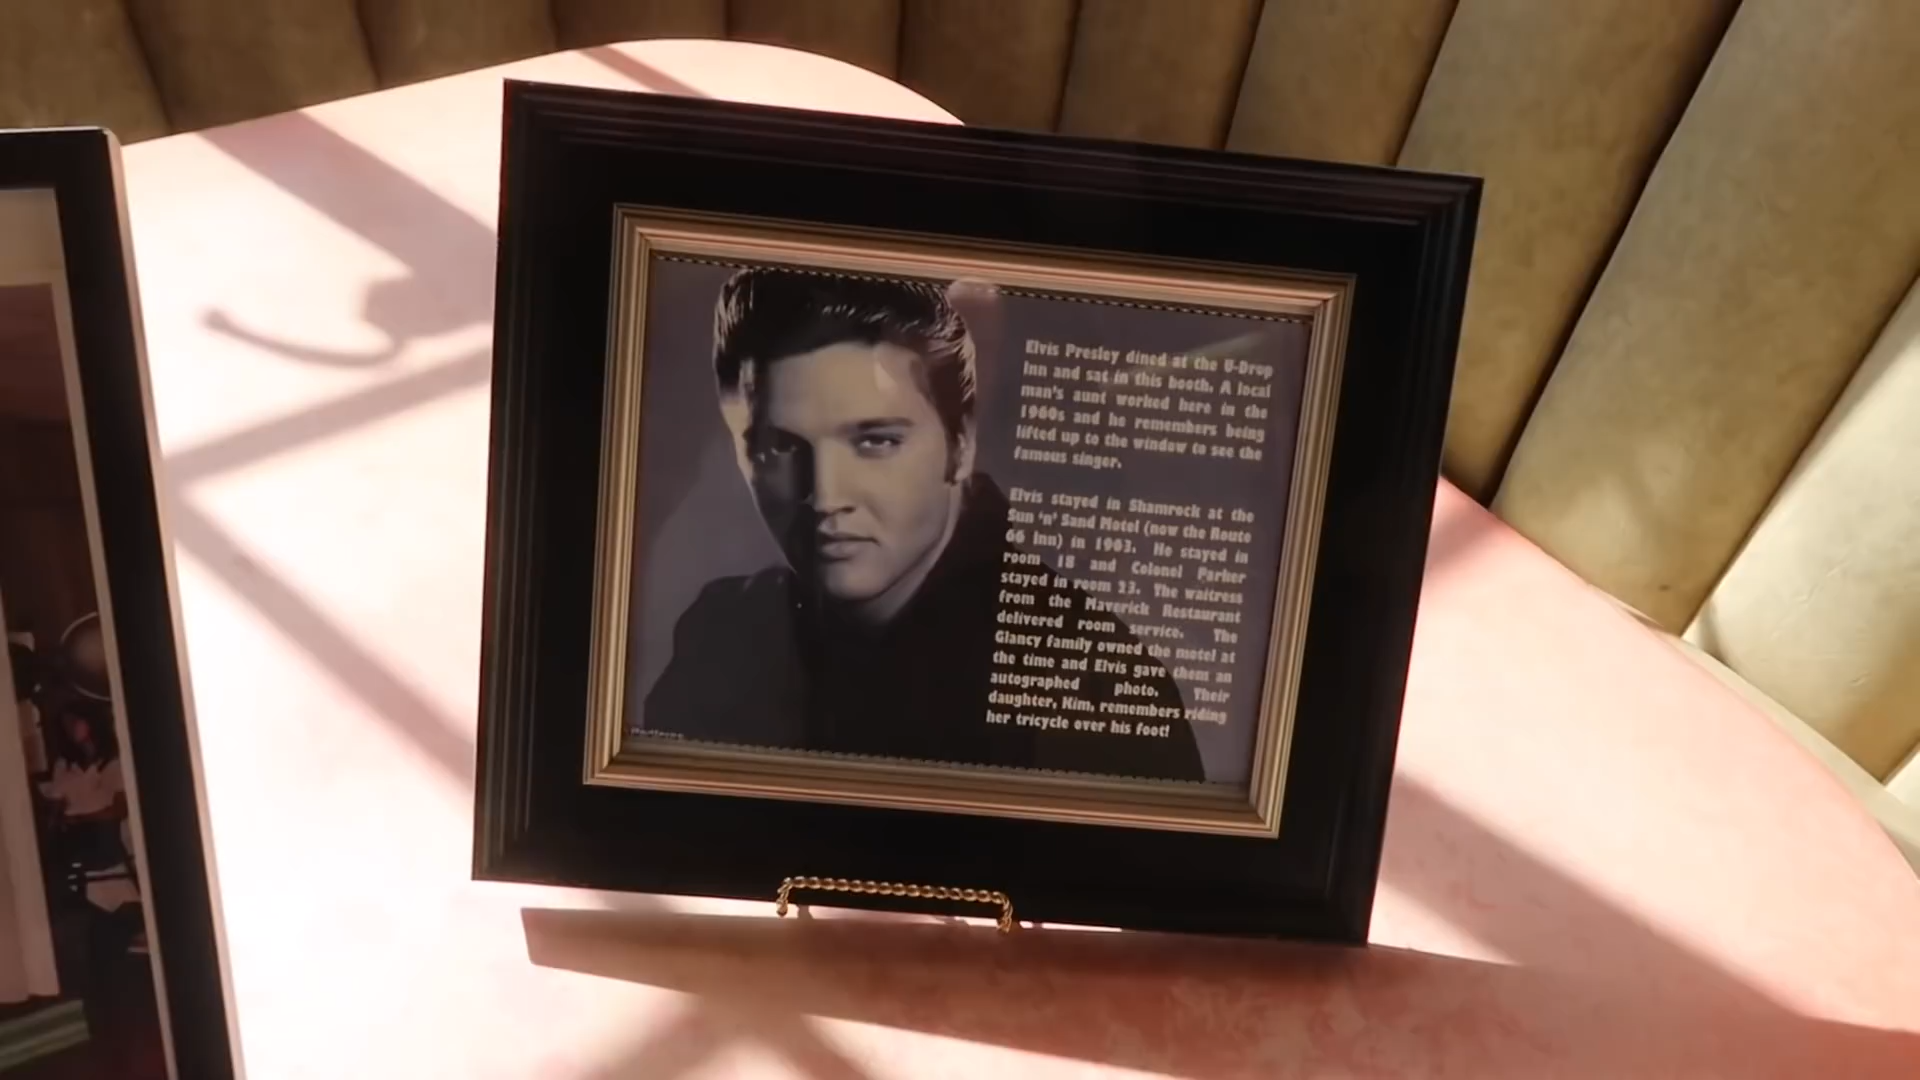 Elvis Presley dined at the U-Drop
Inn and sat in this booth. A local
man's aunt worked here in the
1960s and he remembers being
lifted up to the window to see the
famous singer.
Elvis stayed in Shamrock at the
Sun 'n' Sand Motel (now the Route
66 Inn) in 1963. He stayed in
room 18 and Colonel Parker
stayed in room 23. The waitress
from the Maverick Restaurant
delivered room service. The
Glancy family owned the motel at
the time and Elvis gave them an
autographed photo. Their
daughter, Kim, remembers riding
her tricycle over his foot!